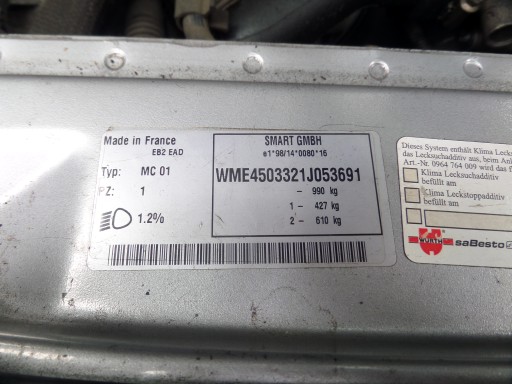 Made in France
EB2 EAD
Typ: MC 01
PZ: 1
1.2%
SMART GMBH
e1*98/14*0080*16
WME4503321J053691
– 990 kg
1 – 427 kg
2 – 610 kg
Dieses System enthält Klima Leck
das Lecksuchadditiv aus, beim An
Art.-Nr. 0964 764 009 wird das
Klima Lecksuchadditiv
befüllt am
Klima Leckstoppadditiv
befüllt am
WÜRTH saBesto